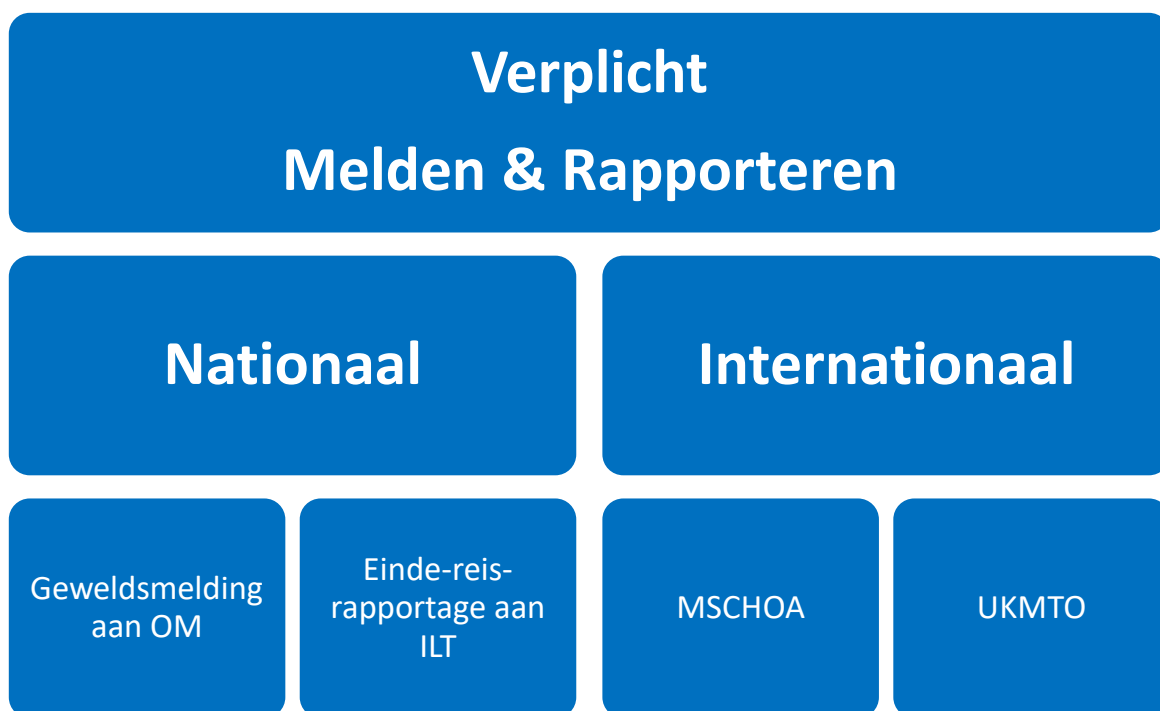 Verplicht
Melden & Rapporteren
Nationaal
Internationaal
Geweldsmelding
aan OM
Einde-reis-
rapportage aan
ILT
MSCHOA
UKMTO